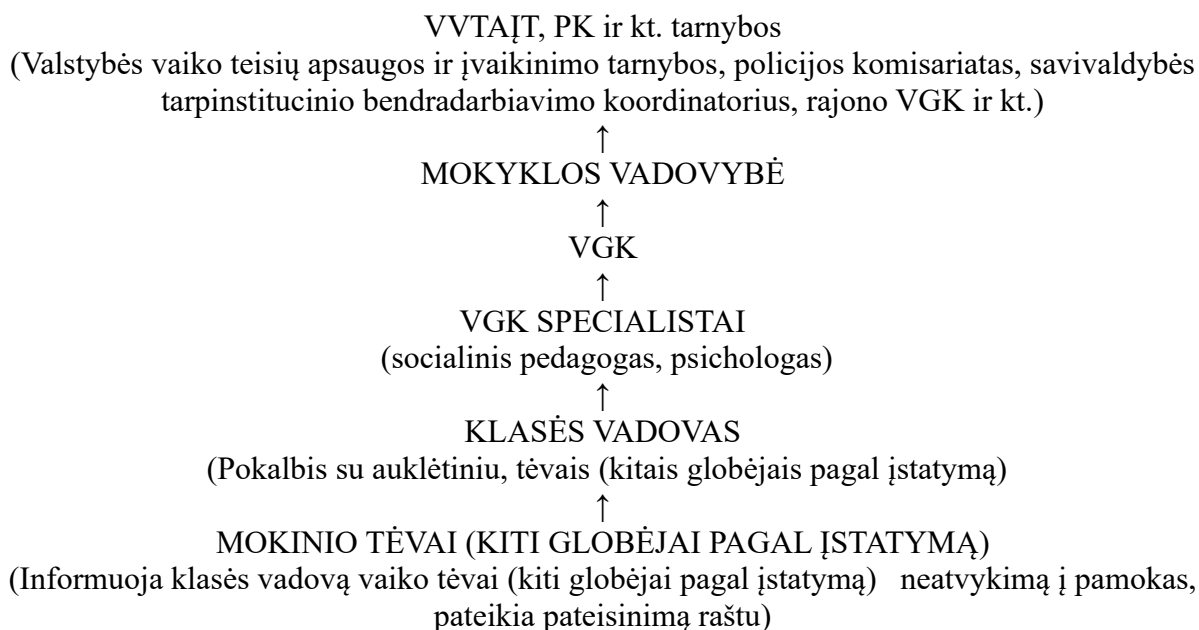 VVTAĮT, PK ir kt. tarnybos
(Valstybės vaiko teisių apsaugos ir įvaikinimo tarnybos, policijos komisariatas, savivaldybės
tarpinstitucinio bendradarbiavimo koordinatorius, rajono VGK ir kt.)
↑
MOKYKLOS VADOVYBĖ
↑
VGK
↑
VGK SPECIALISTAI
(socialinis pedagogas, psichologas)
↑
KLASĖS VADOVAS
(Pokalbis su auklėtiniu, tėvais (kitais globėjais pagal įstatymą)
↑
MOKINIO TĖVAI (KITI GLOBĖJAI PAGAL ĮSTATYMĄ)
(Informuoja klasės vadovą vaiko tėvai (kiti globėjai pagal įstatymą)   neatvykimą į pamokas,
pateikia pateisinimą raštu)